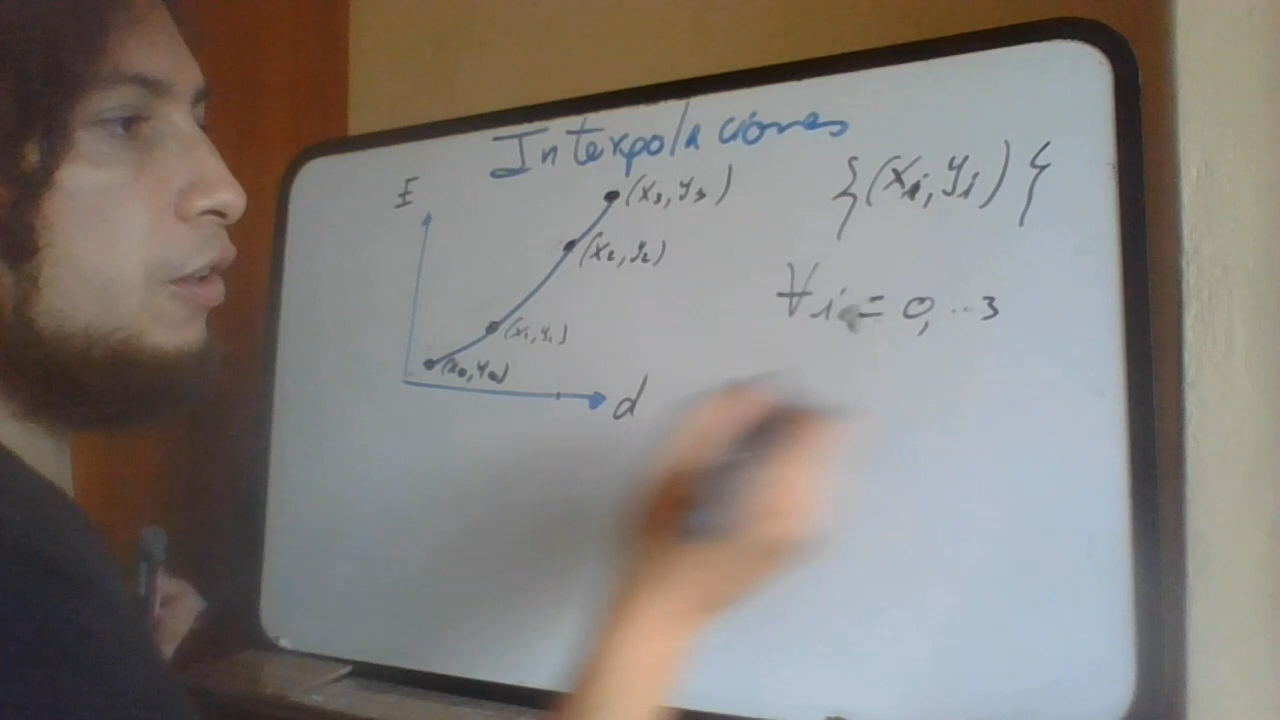 Interpolaciones
E
(x₃, y₃)
(x₂, y₂)
(x₁, y₁)
(x₀, y₀)
d
}(xᵢ, yᵢ){
∀i = 0, ...3